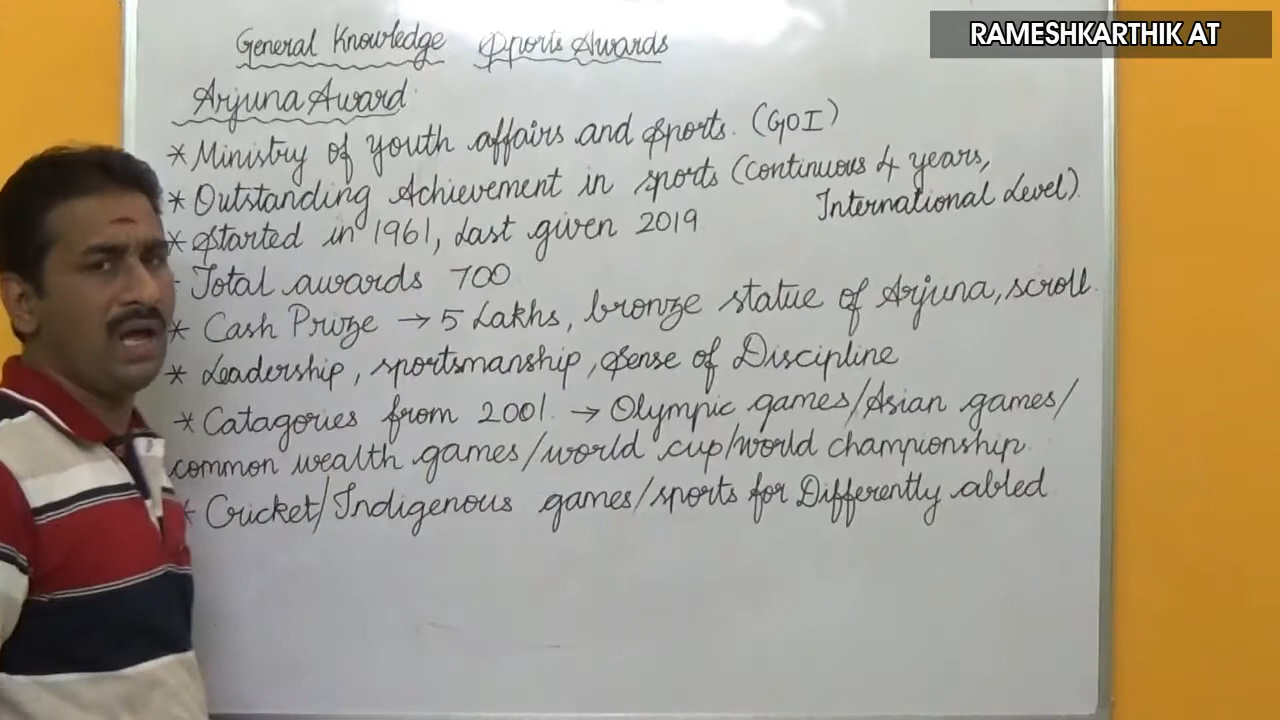 RAMESHKARTHIK AT
General Knowledge Sports Awards
Arjuna Award
* Ministry of youth affairs and sports. (GOI)
* Outstanding Achievement in sports (continuous 4 years,
International Level)
* Started in 1961, Last given 2019
- Total awards 700
* Cash Prize → 5 Lakhs, bronze statue of Arjuna, scroll.
* Leadership, sportsmanship, Sense of Discipline
* Catagories from 2001. → Olympic games/Asian games/
common wealth games/world cup/world championship.
* Cricket/Indigenous games/sports for Differently abled